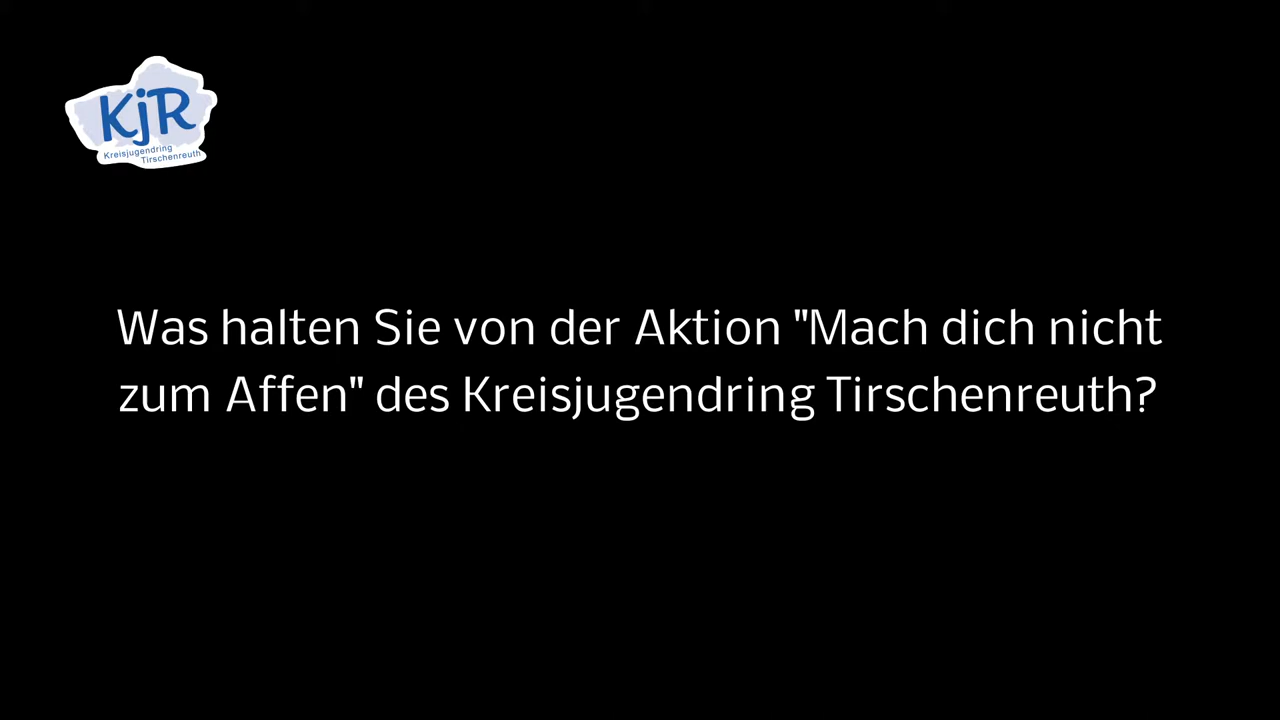 KjR
Kreisjugendring
Tirschenreuth
Was halten Sie von der Aktion "Mach dich nicht
zum Affen" des Kreisjugendring Tirschenreuth?